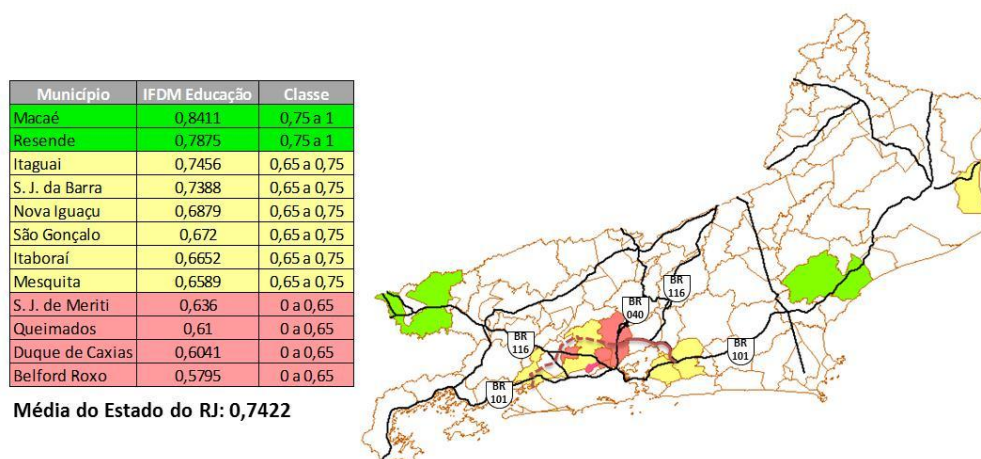 Município IFDM Educação Classe
Macaé 0,8411 0,75 a 1
Resende 0,7875 0,75 a 1
Itaguai 0,7456 0,65 a 0,75
S. J. da Barra 0,7388 0,65 a 0,75
Nova Iguaçu 0,6879 0,65 a 0,75
São Gonçalo 0,672 0,65 a 0,75
Itaboraí 0,6652 0,65 a 0,75
Mesquita 0,6589 0,65 a 0,75
S. J. de Meriti 0,636 0 a 0,65
Queimados 0,61 0 a 0,65
Duque de Caxias 0,6041 0 a 0,65
Belford Roxo 0,5795 0 a 0,65
Média do Estado do RJ: 0,7422
BR
116
BR
040
BR
116
BR
101
BR
101